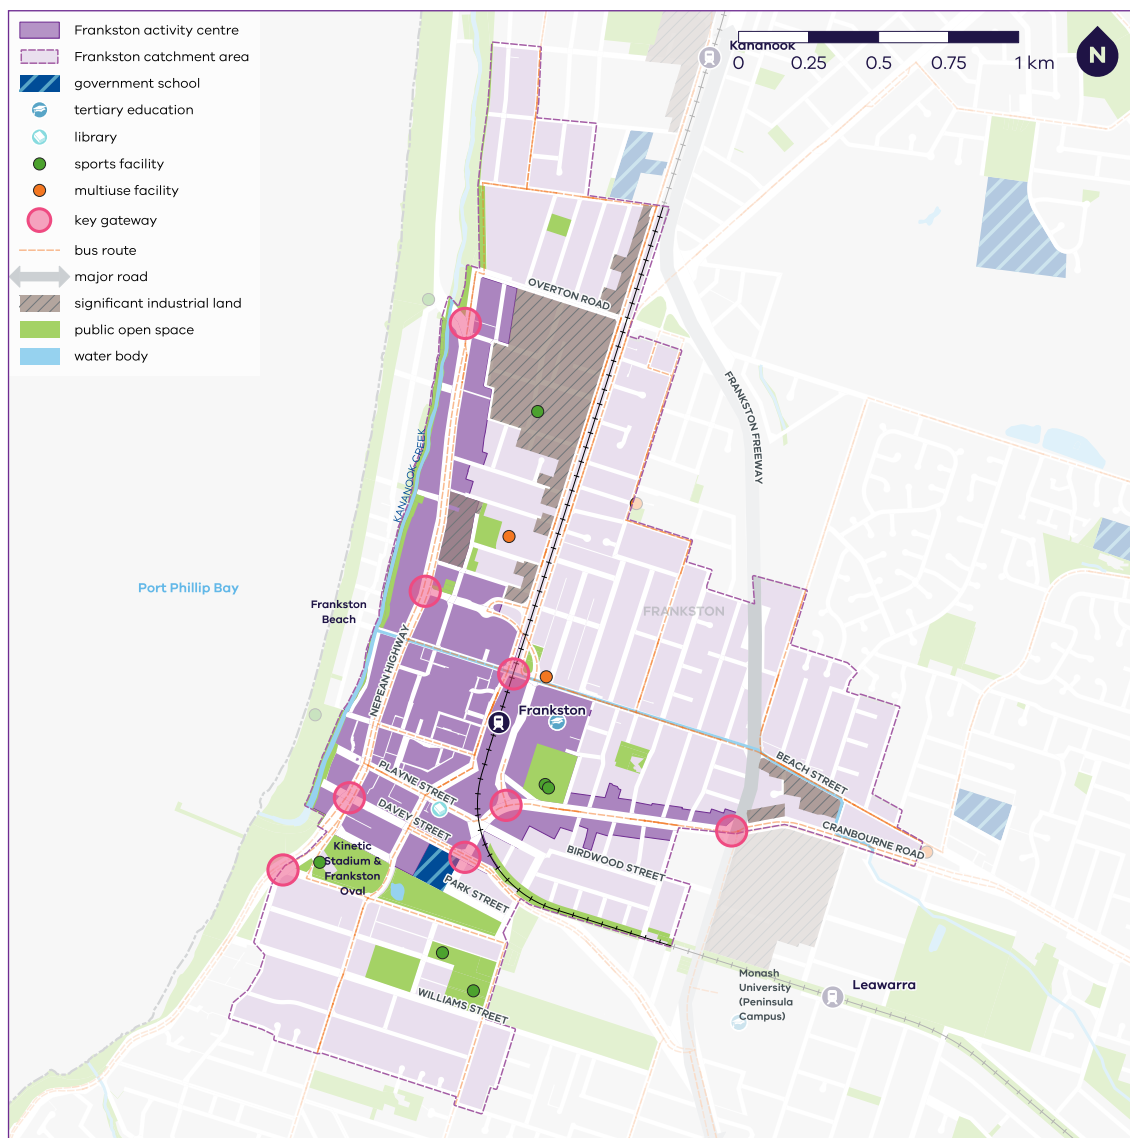 Frankston activity centre
Frankston catchment area
government school
tertiary education
library
sports facility
multiuse facility
key gateway
bus route
major road
significant industrial land
public open space
water body
Kananook
0 0.25 0.5 0.75 1 km
N
OVERTON ROAD
FRANKSTON FREEWAY
KANANOOK CREEK
Port Phillip Bay
Frankston
Beach
FRANKSTON
NEPEAN HIGHWAY
Frankston
PLAYNE STREET
BEACH STREET
DAVEY STREET
CRANBOURNE ROAD
Kinetic
Stadium &
Frankston
Oval
BIRDWOOD STREET
PARK STREET
WILLIAMS STREET
Monash
University
(Peninsula
Campus)
Leawarra